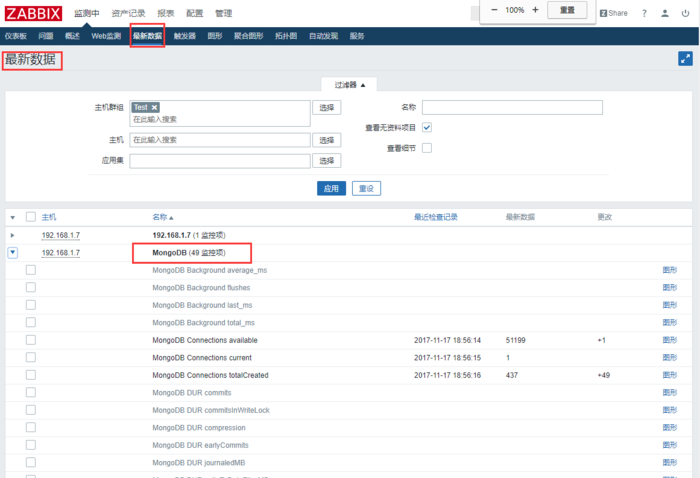 ZABBIX 监测中 资产记录 报表 配置 管理 − 100% + 重置 Z Share ?
仪表板 问题 概述 Web监测 最新数据 触发器 图形 聚合图形 拓扑图 自动发现 服务
最新数据
过滤器 ▲
主机群组 Test ✕ 在此输入搜索 选择 名称
主机 在此输入搜索 选择 查看无资料项目
应用集 选择 查看细节
应用 重设
主机 名称 ▲ 最近检查记录 最新数据 更改
192.168.1.7 192.168.1.7 (1 监控项)
192.168.1.7 MongoDB (49 监控项)
MongoDB Background average_ms 图形
MongoDB Background flushes 图形
MongoDB Background last_ms 图形
MongoDB Background total_ms 图形
MongoDB Connections available 2017-11-17 18:56:14 51199 +1 图形
MongoDB Connections current 2017-11-17 18:56:15 1 图形
MongoDB Connections totalCreated 2017-11-17 18:56:16 437 +49 图形
MongoDB DUR commits 图形
MongoDB DUR commitsInWriteLock 图形
MongoDB DUR compression 图形
MongoDB DUR earlyCommits 图形
MongoDB DUR journaledMB 图形